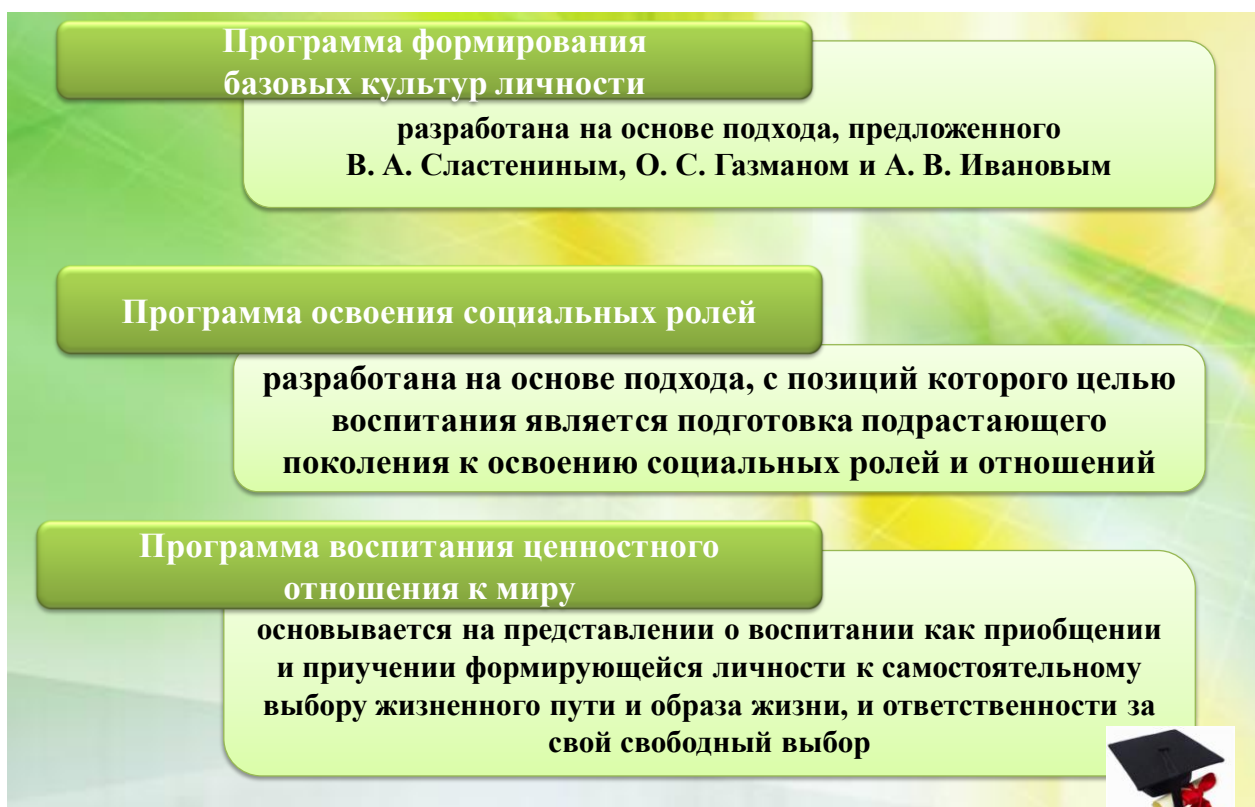 Программа формирования
базовых культур личности
разработана на основе подхода, предложенного
В. А. Сластениным, О. С. Газманом и А. В. Ивановым
Программа освоения социальных ролей
разработана на основе подхода, с позиций которого целью
воспитания является подготовка подрастающего
поколения к освоению социальных ролей и отношений
Программа воспитания ценностного
отношения к миру
основывается на представлении о воспитании как приобщении
и приучении формирующейся личности к самостоятельному
выбору жизненного пути и образа жизни, и ответственности за
свой свободный выбор